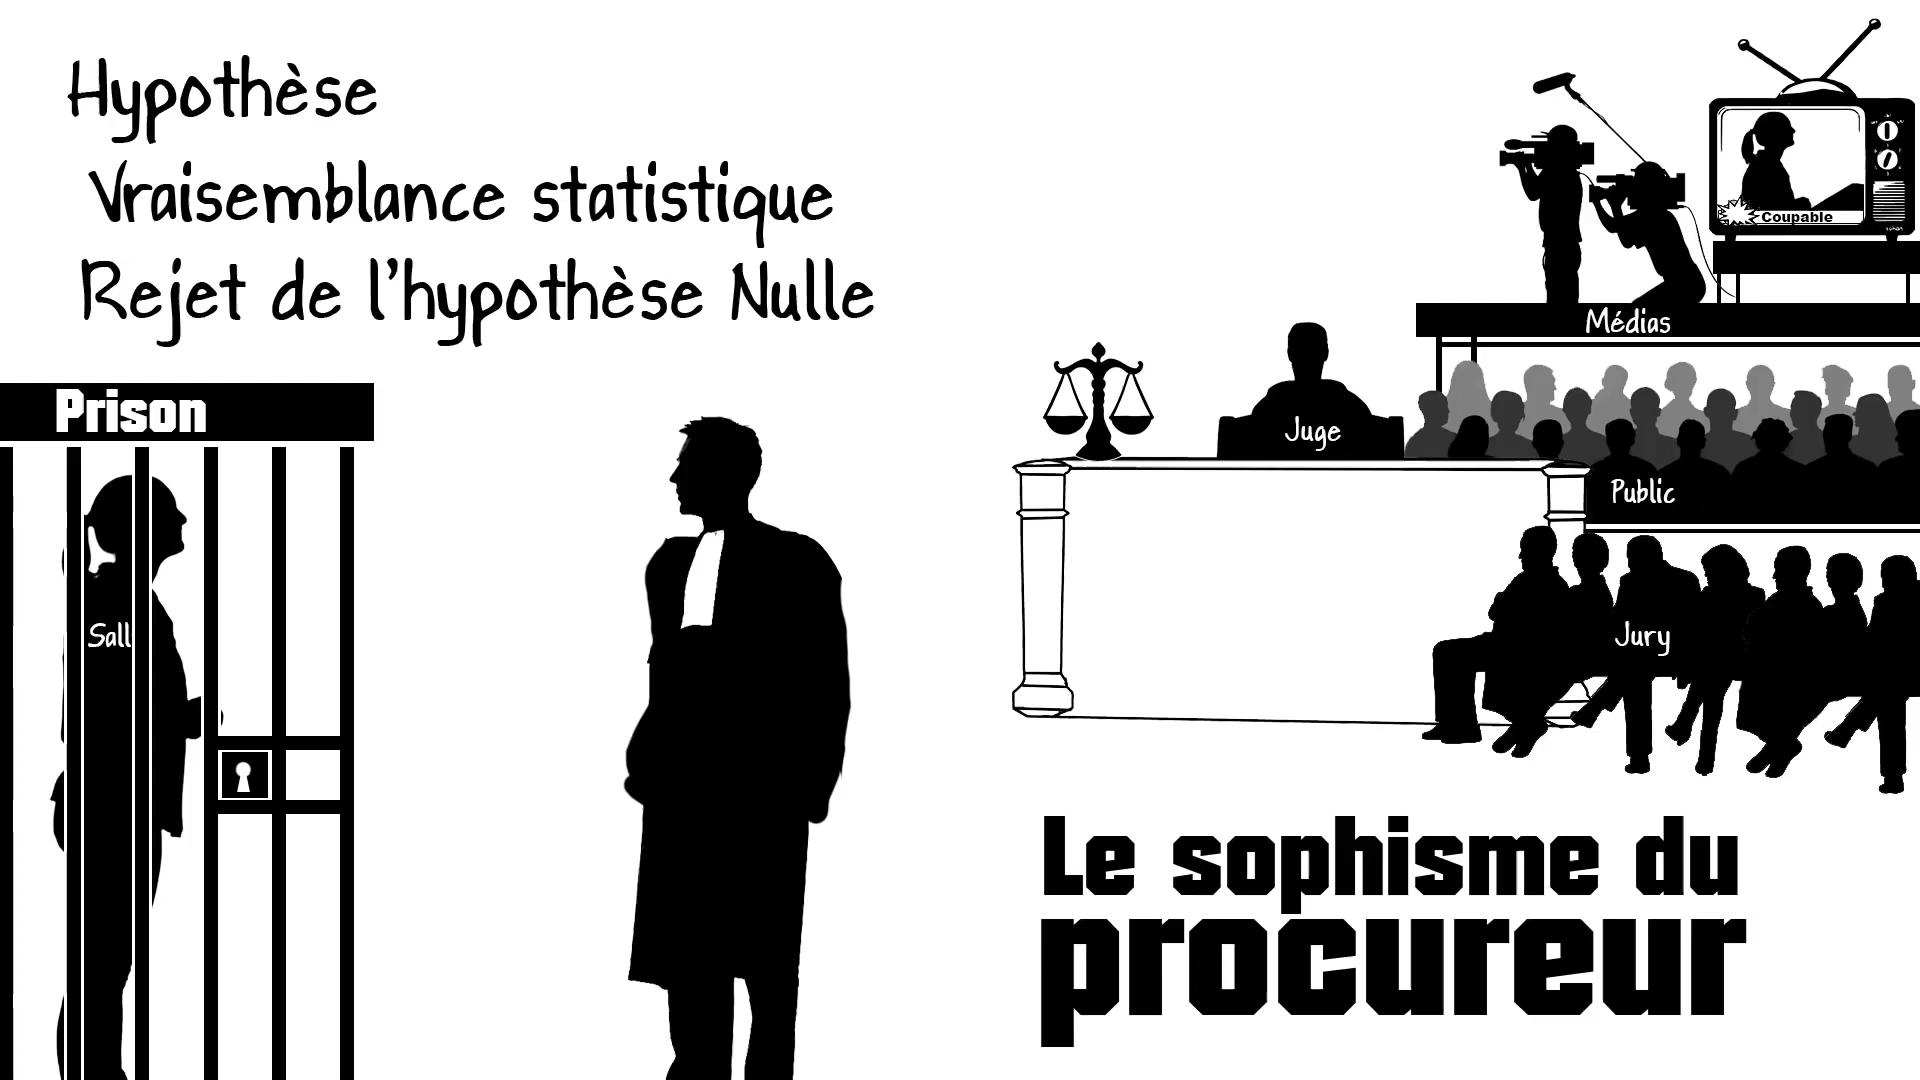 Hypothèse
Vraisemblance statistique
Rejet de l'hypothèse Nulle
Prison
Sall
Coupable
Médias
Juge
Public
Jury
Le sophisme du
procureur